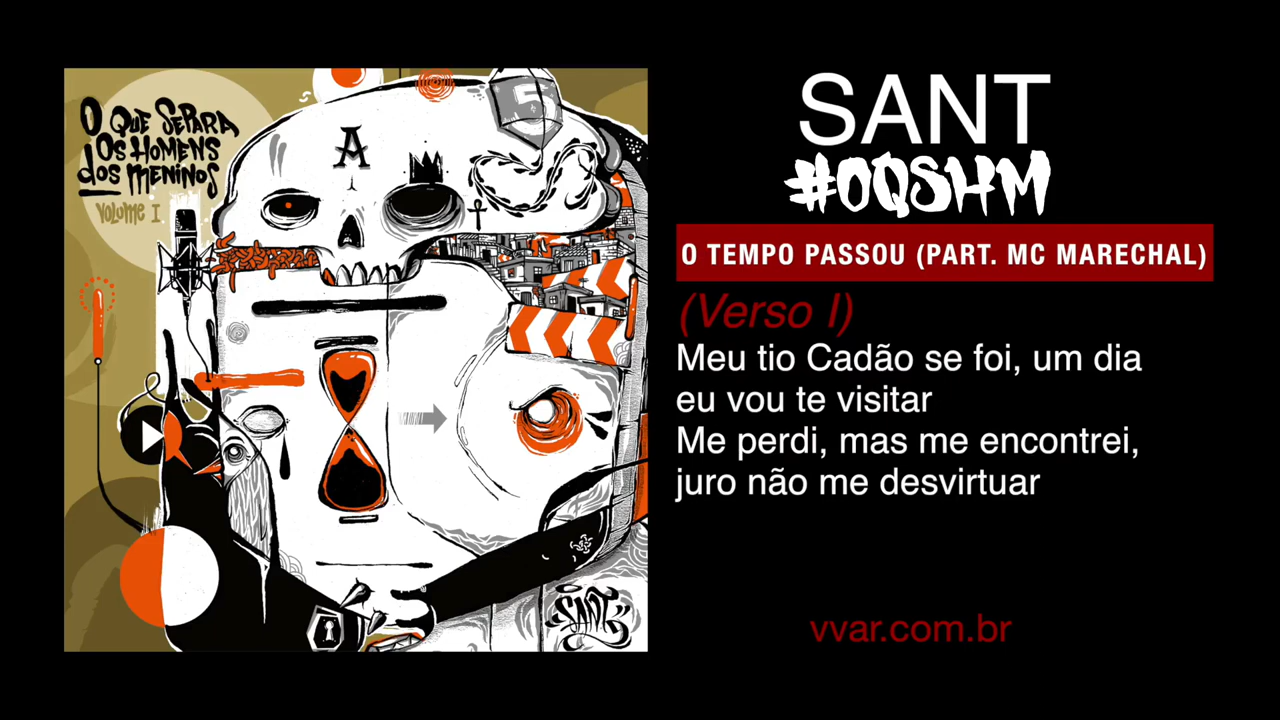 O QUE SEPARA
OS HOMENS
DOS MENINOS
VOLUME I
A
5
SANT
SANT
#OQSHM
O TEMPO PASSOU (PART. MC MARECHAL)
(Verso I)
Meu tio Cadão se foi, um dia
eu vou te visitar
Me perdi, mas me encontrei,
juro não me desvirtuar
vvar.com.br